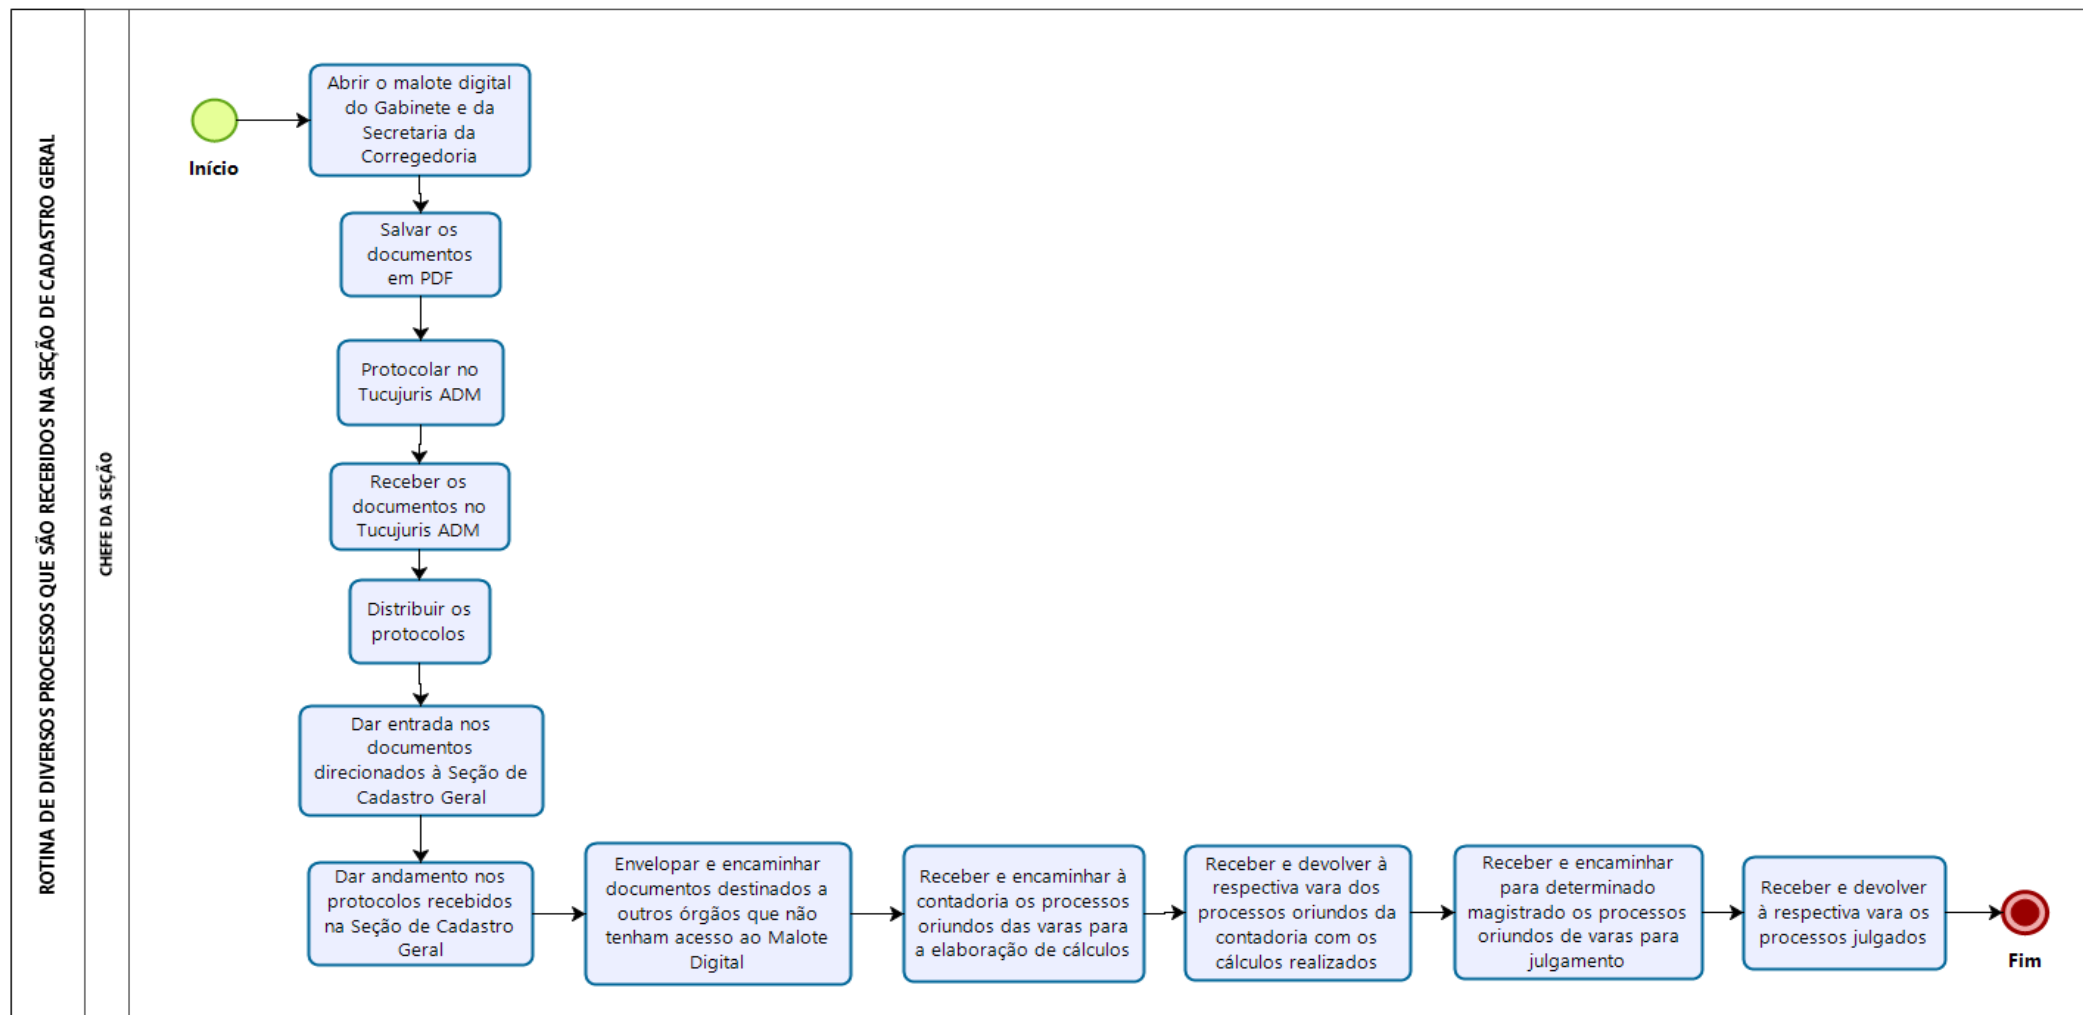 ROTINA DE DIVERSOS PROCESSOS QUE SÃO RECEBIDOS NA SEÇÃO DE CADASTRO GERAL
CHEFE DA SEÇÃO
Início
Abrir o malote digital
do Gabinete e da
Secretaria da
Corregedoria
Salvar os
documentos
em PDF
Protocolar no
Tucujuris ADM
Receber os
documentos no
Tucujuris ADM
Distribuir os
protocolos
Dar entrada nos
documentos
direcionados à Seção de
Cadastro Geral
Dar andamento nos
protocolos recebidos
na Seção de Cadastro
Geral
Envelopar e encaminhar
documentos destinados a
outros órgãos que não
tenham acesso ao Malote
Digital
Receber e encaminhar à
contadoria os processos
oriundos das varas para
a elaboração de cálculos
Receber e devolver à
respectiva vara dos
processos oriundos da
contadoria com os
cálculos realizados
Receber e encaminhar
para determinado
magistrado os processos
oriundos de varas para
julgamento
Receber e devolver
à respectiva vara os
processos julgados
Fim